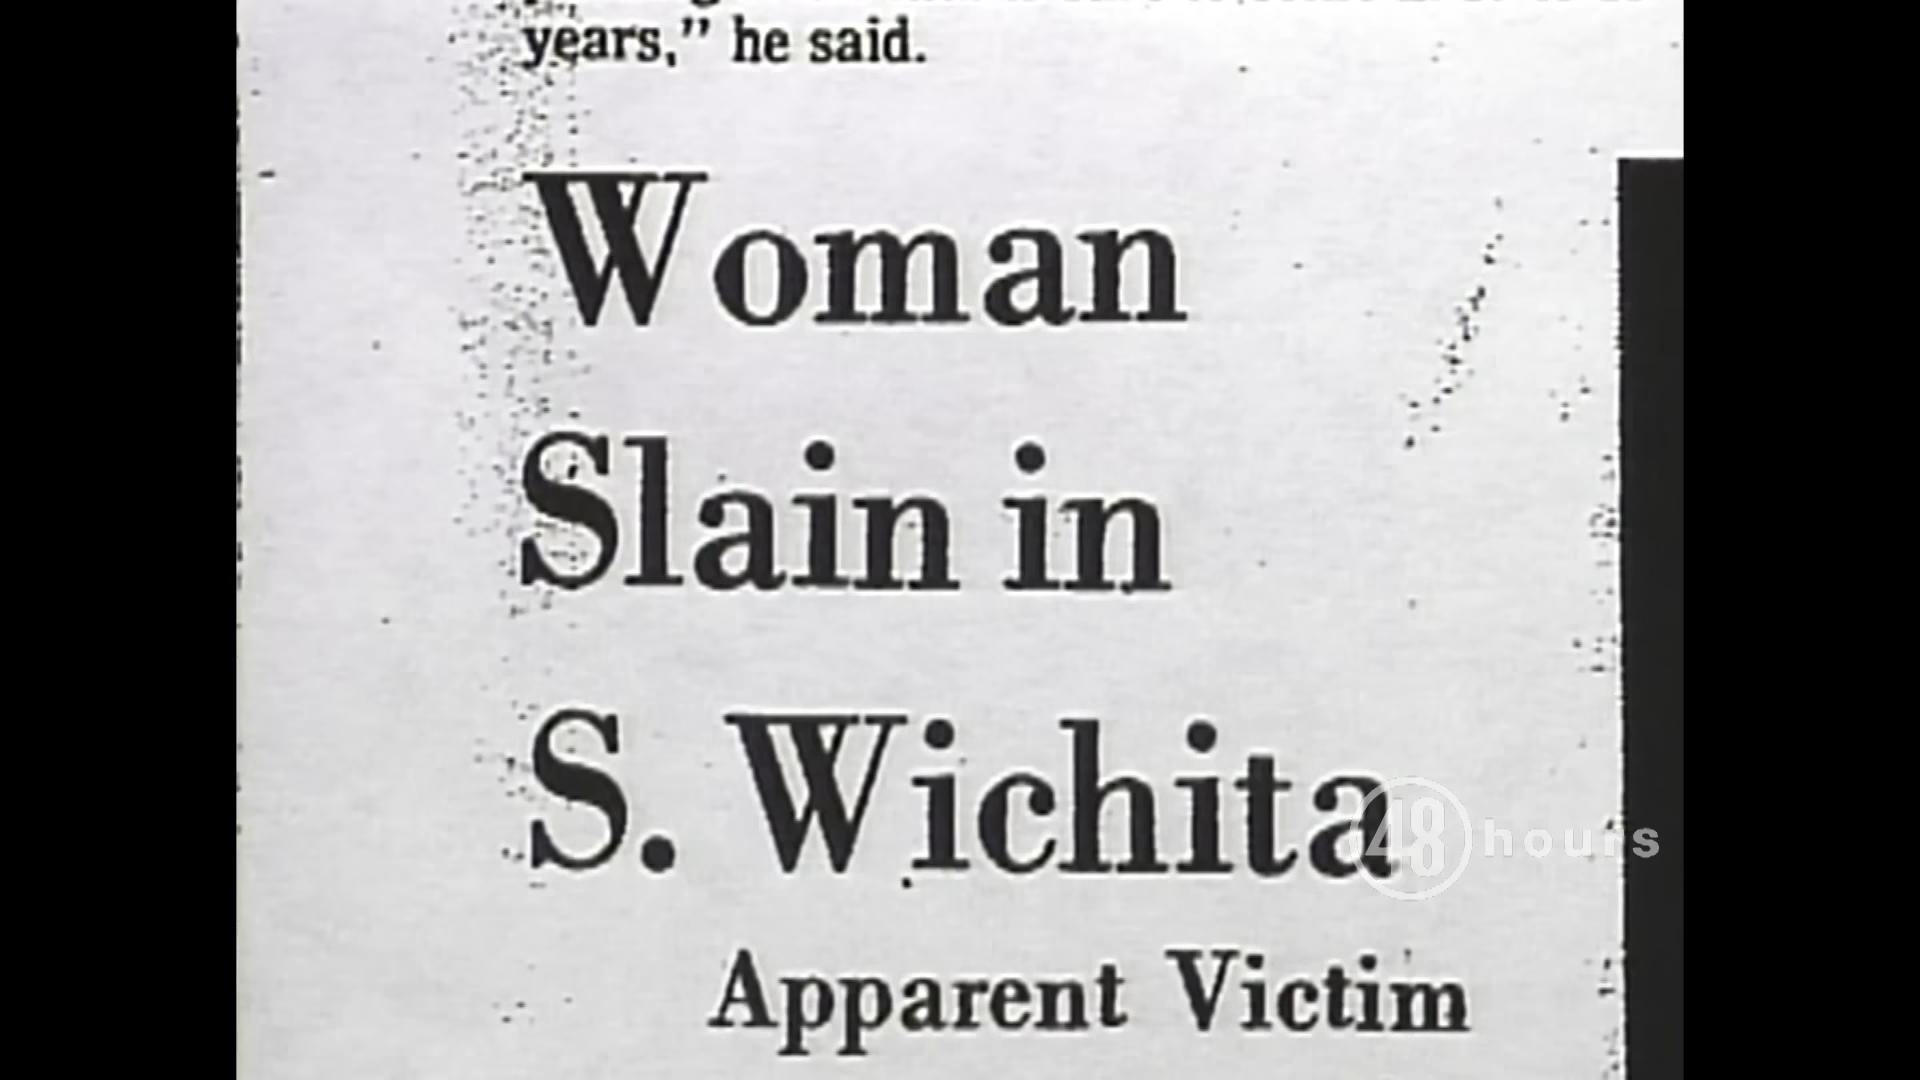 years," he said.
Woman
Slain in
S. Wichita
48 hours
Apparent Victim